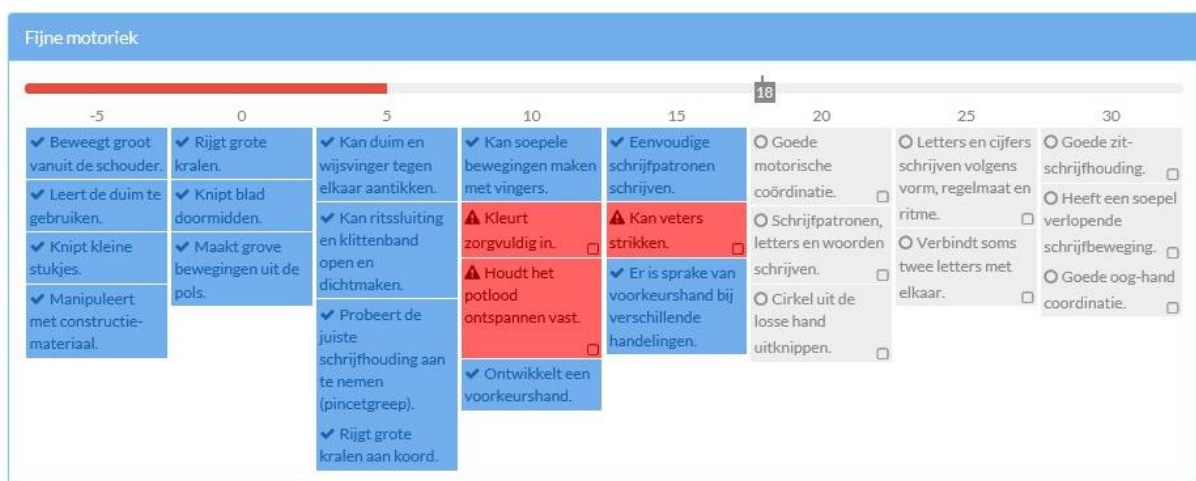 Fijne motoriek
18
-5 0 5 10 15 20 25 30
Beweegt groot
vanuit de schouder.
Leert de duim te
gebruiken.
Knipt kleine
stukjes.
Manipuleert
met constructie-
materiaal.
Rijgt grote
kralen.
Knipt blad
doormidden.
Maakt grove
bewegingen uit de
pols.
Kan duim en
wijsvinger tegen
elkaar aantikken.
Kan ritssluiting
en klittenband
open en
dichtmaken.
Probeert de
juiste
schrijfhouding aan
te nemen
(pincetgreep).
Rijgt grote
kralen aan koord.
Kan soepele
bewegingen maken
met vingers.
Kleurt
zorgvuldig in.
Houdt het
potlood
ontspannen vast.
Ontwikkelt een
voorkeurshand.
Eenvoudige
schrijfpatronen
schrijven.
Kan veters
strikken.
Er is sprake van
voorkeurshand bij
verschillende
handelingen.
Goede
motorische
coördinatie.
Schrijfpatronen,
letters en woorden
schrijven.
Cirkel uit de
losse hand
uitknippen.
Letters en cijfers
schrijven volgens
vorm, regelmaat en
ritme.
Verbindt soms
twee letters met
elkaar.
Goede zit-
schrijfhouding.
Heeft een soepel
verlopende
schrijfbeweging.
Goede oog-hand
coordinatie.